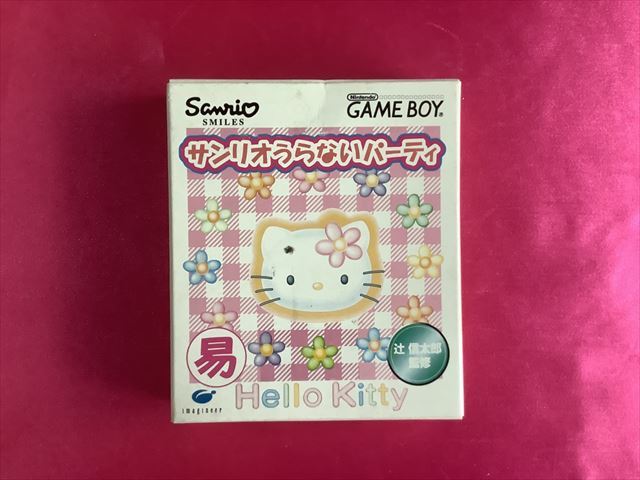 Sanrio
SMILES
Nintendo
GAME BOY®
サンリオうらないパーティ
易
辻 信太郎
監修
Hello Kitty
imagineer